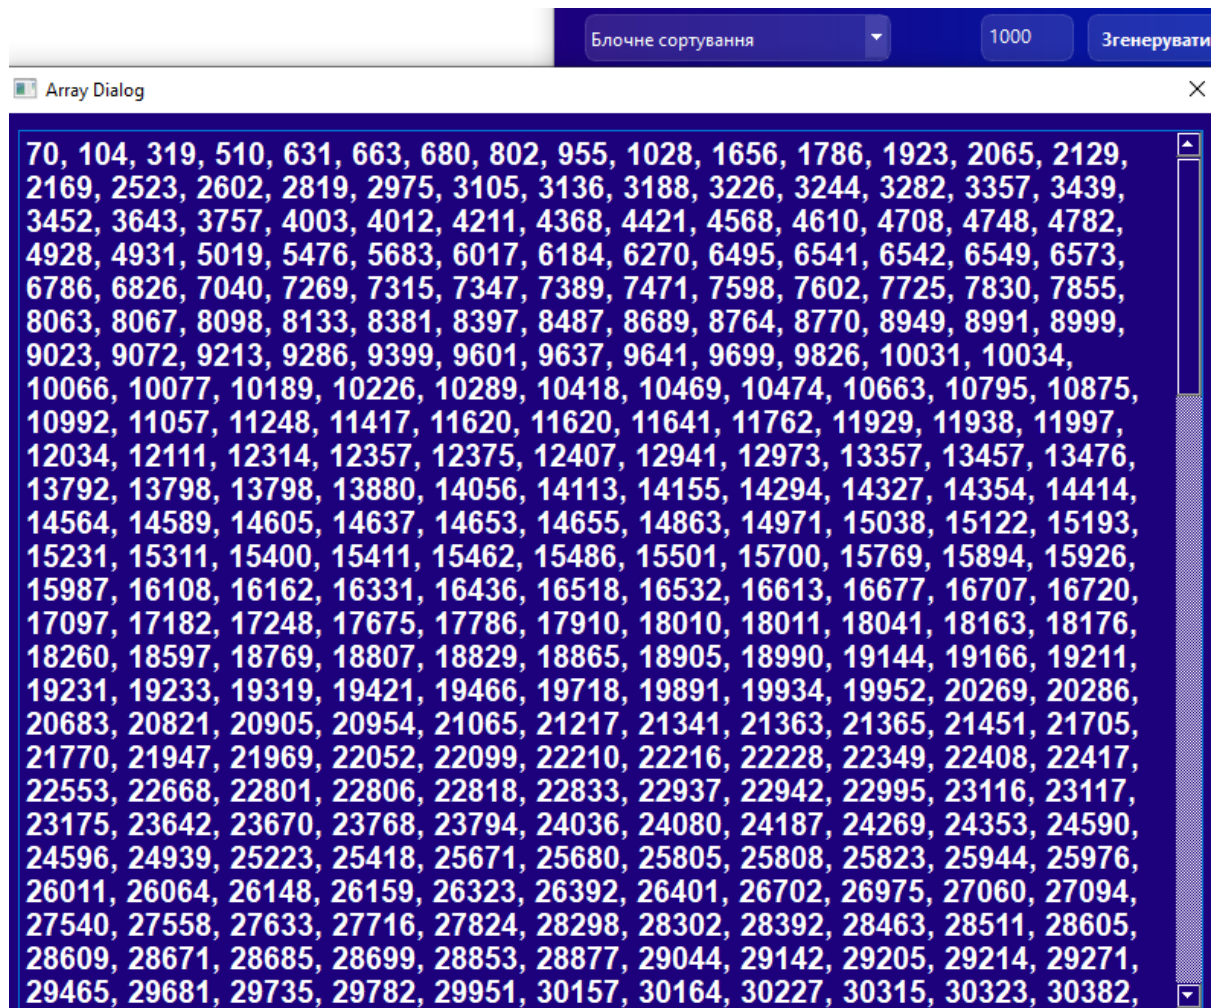 Блочне сортування 1000 Згенерувати
Array Dialog
70, 104, 319, 510, 631, 663, 680, 802, 955, 1028, 1656, 1786, 1923, 2065, 2129,
2169, 2523, 2602, 2819, 2975, 3105, 3136, 3188, 3226, 3244, 3282, 3357, 3439,
3452, 3643, 3757, 4003, 4012, 4211, 4368, 4421, 4568, 4610, 4708, 4748, 4782,
4928, 4931, 5019, 5476, 5683, 6017, 6184, 6270, 6495, 6541, 6542, 6549, 6573,
6786, 6826, 7040, 7269, 7315, 7347, 7389, 7471, 7598, 7602, 7725, 7830, 7855,
8063, 8067, 8098, 8133, 8381, 8397, 8487, 8689, 8764, 8770, 8949, 8991, 8999,
9023, 9072, 9213, 9286, 9399, 9601, 9637, 9641, 9699, 9826, 10031, 10034,
10066, 10077, 10189, 10226, 10289, 10418, 10469, 10474, 10663, 10795, 10875,
10992, 11057, 11248, 11417, 11620, 11620, 11641, 11762, 11929, 11938, 11997,
12034, 12111, 12314, 12357, 12375, 12407, 12941, 12973, 13357, 13457, 13476,
13792, 13798, 13798, 13880, 14056, 14113, 14155, 14294, 14327, 14354, 14414,
14564, 14589, 14605, 14637, 14653, 14655, 14863, 14971, 15038, 15122, 15193,
15231, 15311, 15400, 15411, 15462, 15486, 15501, 15700, 15769, 15894, 15926,
15987, 16108, 16162, 16331, 16436, 16518, 16532, 16613, 16677, 16707, 16720,
17097, 17182, 17248, 17675, 17786, 17910, 18010, 18011, 18041, 18163, 18176,
18260, 18597, 18769, 18807, 18829, 18865, 18905, 18990, 19144, 19166, 19211,
19231, 19233, 19319, 19421, 19466, 19718, 19891, 19934, 19952, 20269, 20286,
20683, 20821, 20905, 20954, 21065, 21217, 21341, 21363, 21365, 21451, 21705,
21770, 21947, 21969, 22052, 22099, 22210, 22216, 22228, 22349, 22408, 22417,
22553, 22668, 22801, 22806, 22818, 22833, 22937, 22942, 22995, 23116, 23117,
23175, 23642, 23670, 23768, 23794, 24036, 24080, 24187, 24269, 24353, 24590,
24596, 24939, 25223, 25418, 25671, 25680, 25805, 25808, 25823, 25944, 25976,
26011, 26064, 26148, 26159, 26323, 26392, 26401, 26702, 26975, 27060, 27094,
27540, 27558, 27633, 27716, 27824, 28298, 28302, 28392, 28463, 28511, 28605,
28609, 28671, 28685, 28699, 28853, 28877, 29044, 29142, 29205, 29214, 29271,
29465, 29681, 29735, 29782, 29951, 30157, 30164, 30227, 30315, 30323, 30382,